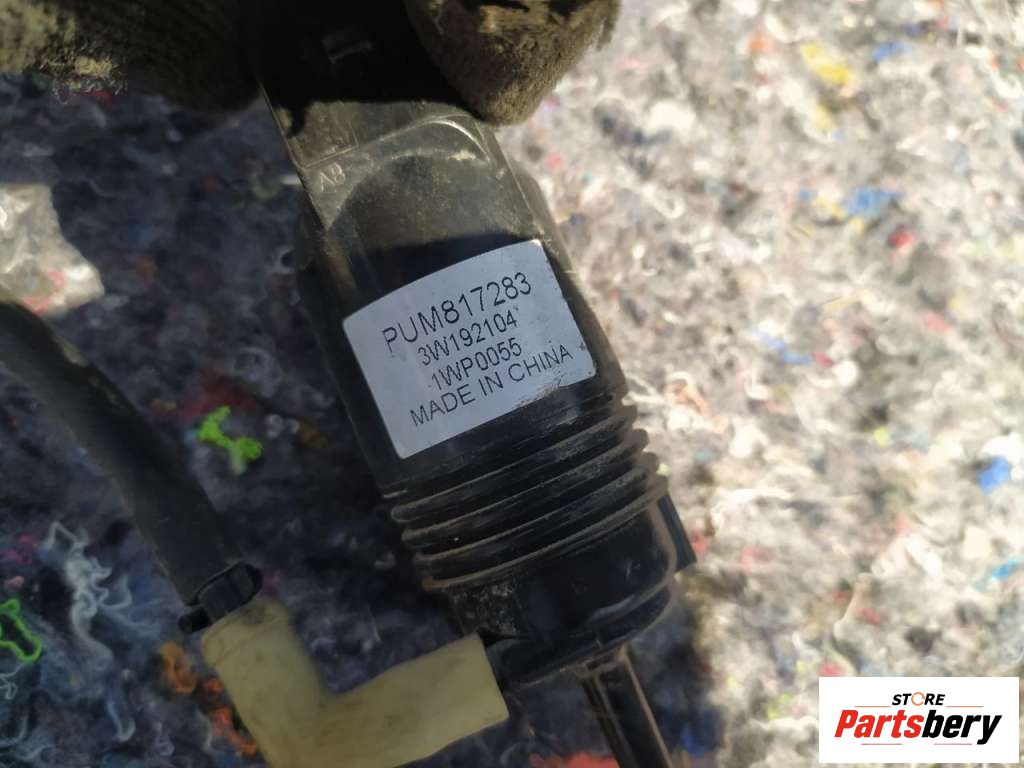 PUM817283
3W192104
1WP0055
MADE IN CHINA
STORE
Partsbery